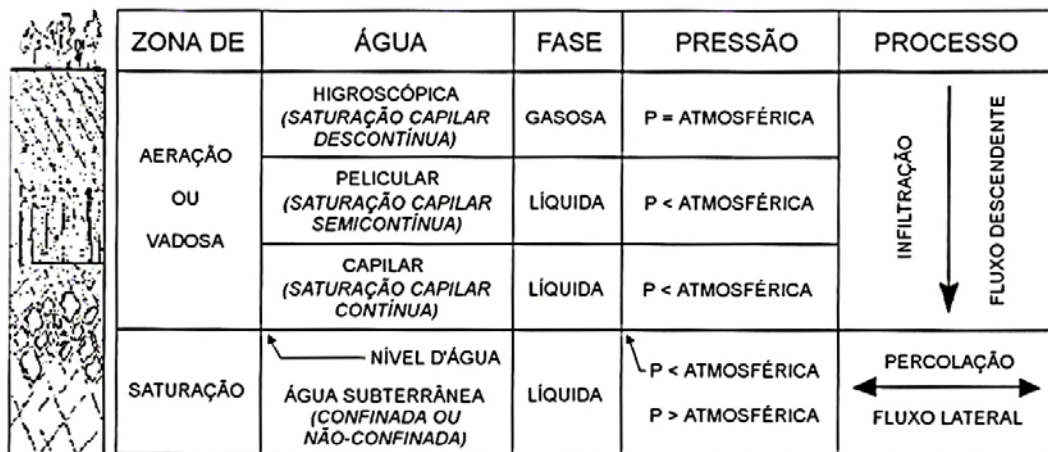 ZONA DE
ÁGUA
FASE
PRESSÃO
PROCESSO
AERAÇÃO
OU
VADOSA
HIGROSCÓPICA
(SATURAÇÃO CAPILAR
DESCONTÍNUA)
GASOSA
P = ATMOSFÉRICA
PELICULAR
(SATURAÇÃO CAPILAR
SEMICONTÍNUA)
LÍQUIDA
P < ATMOSFÉRICA
CAPILAR
(SATURAÇÃO CAPILAR
CONTÍNUA)
LÍQUIDA
P < ATMOSFÉRICA
INFILTRAÇÃO
FLUXO DESCENDENTE
SATURAÇÃO
NÍVEL D'ÁGUA
ÁGUA SUBTERRÂNEA
(CONFINADA OU
NÃO-CONFINADA)
LÍQUIDA
P < ATMOSFÉRICA
P > ATMOSFÉRICA
PERCOLAÇÃO
FLUXO LATERAL